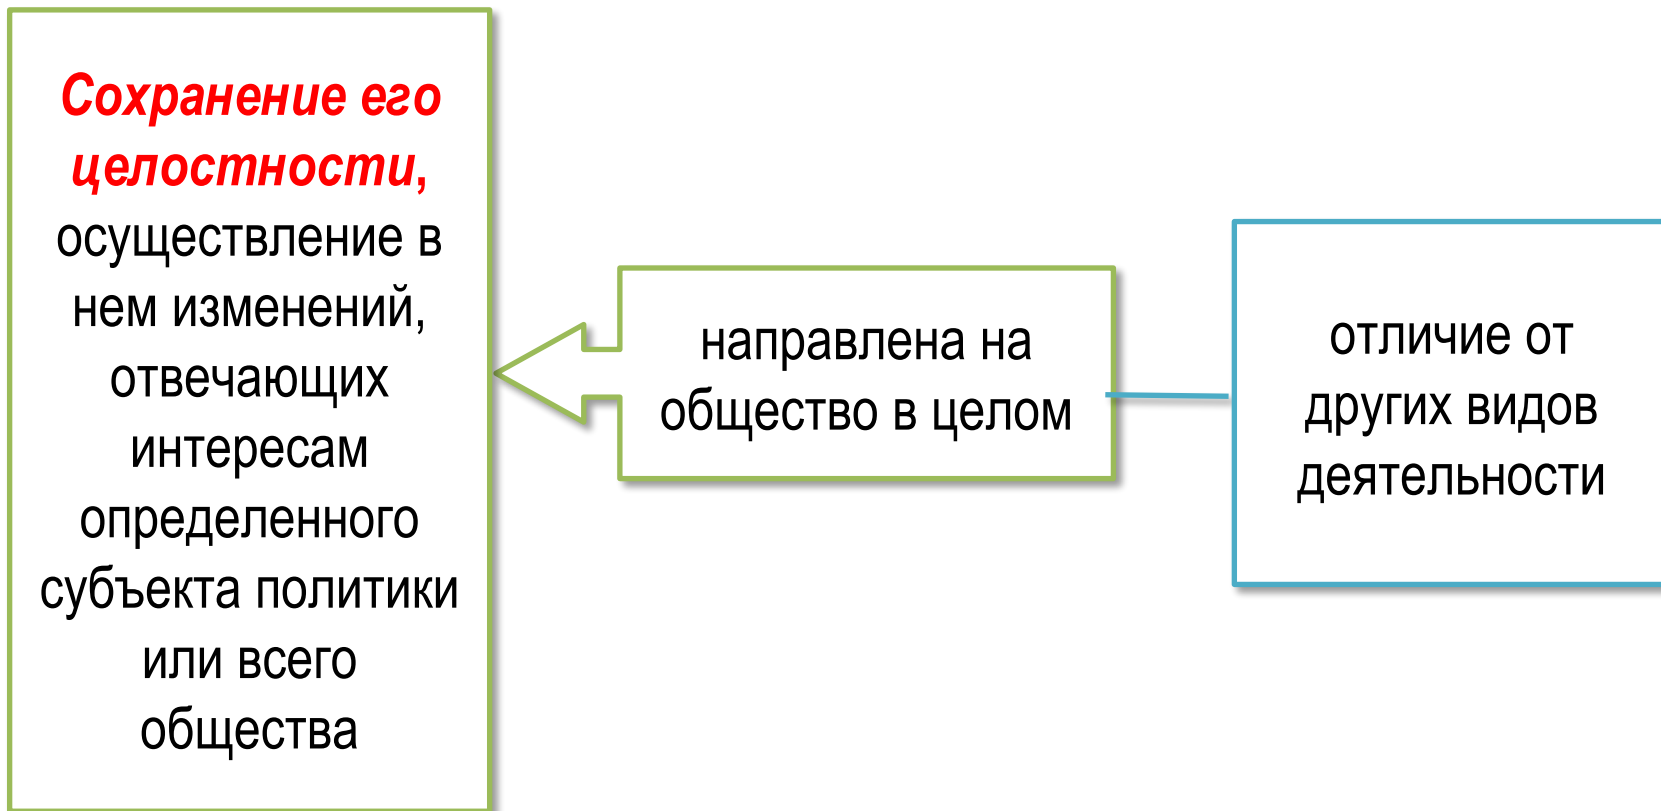 Сохранение его
целостности,
осуществление в
нем изменений,
отвечающих
интересам
определенного
субъекта политики
или всего
общества
направлена на
общество в целом
отличие от
других видов
деятельности